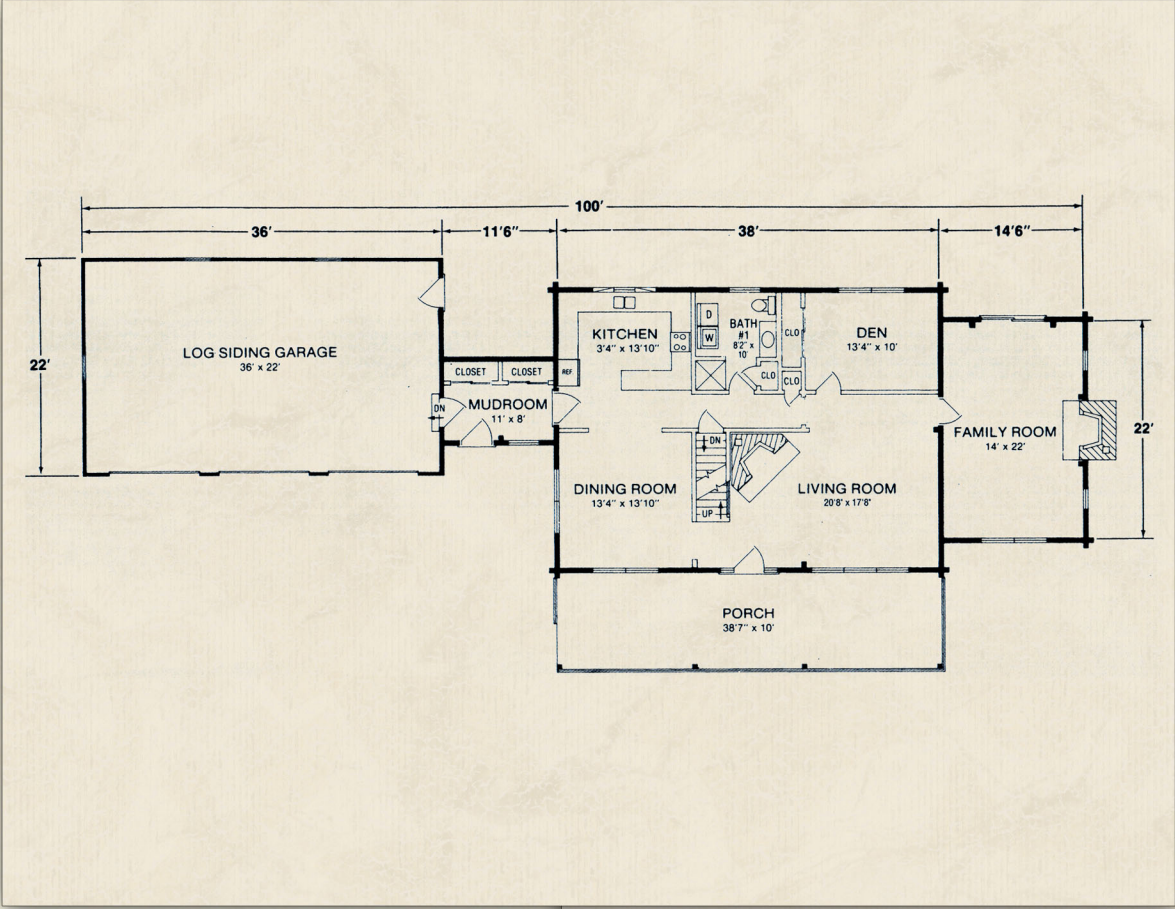 100'
36'
11'6"
38'
14'6"
22'
LOG SIDING GARAGE
36' x 22'
CLOSET
CLOSET
DN
MUDROOM
11' x 8'
REF.
KITCHEN
3'4" x 13'10"
D
W
BATH
#1
8'2" x
10'
CLO
CLO
CLO
DEN
13'4" x 10'
FAMILY ROOM
14' x 22'
22'
DN
UP
DINING ROOM
13'4" x 13'10"
LIVING ROOM
20'8" x 17'8"
PORCH
38'7" x 10'